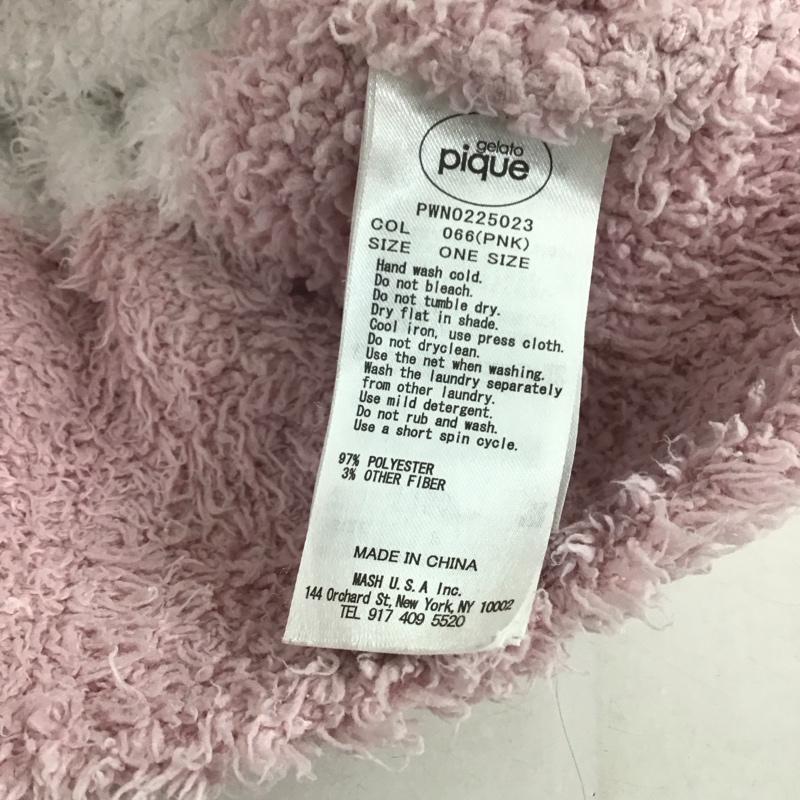 gelato
pique
PWNO225023
COL 066(PNK)
SIZE ONE SIZE
Hand wash cold.
Do not bleach.
Do not tumble dry.
Dry flat in shade.
Cool iron, use press cloth.
Do not dryclean.
Use the net when washing.
Wash the laundry separately
from other laundry.
Use mild detergent.
Do not rub and wash.
Use a short spin cycle.
97% POLYESTER
3% OTHER FIBER
MADE IN CHINA
MASH U.S.A Inc.
144 Orchard St, New York, NY 10002
TEL 917 409 5520